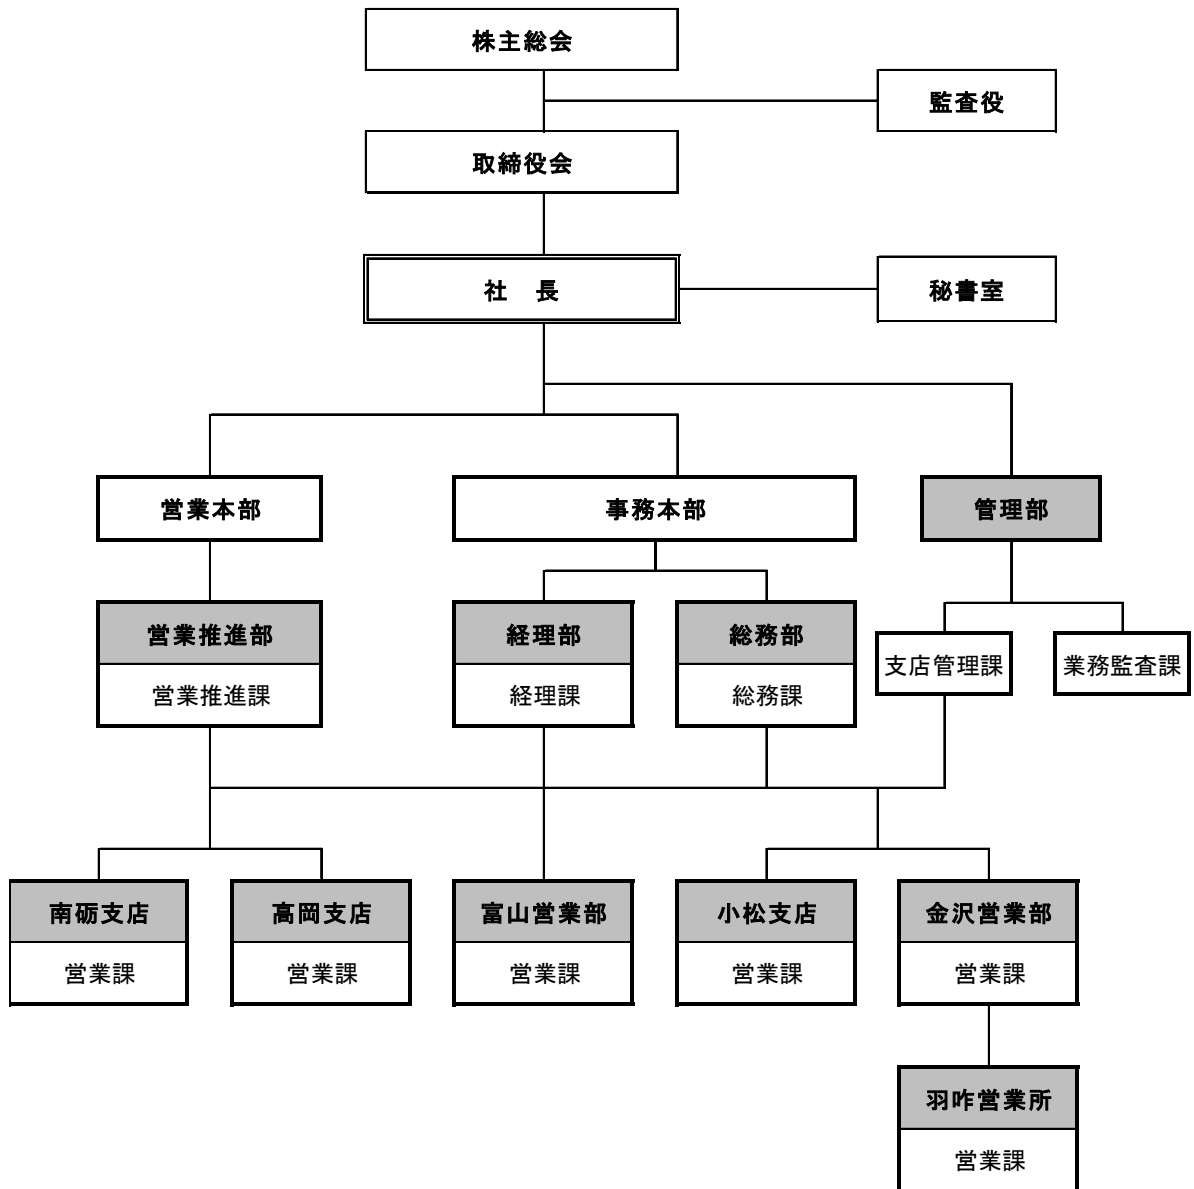 株主総会
監査役
取締役会
社　長
秘書室
営業本部
事務本部
管理部
営業推進部
営業推進課
経理部
経理課
総務部
総務課
支店管理課
業務監査課
南砺支店
営業課
高岡支店
営業課
富山営業部
営業課
小松支店
営業課
金沢営業部
営業課
羽咋営業所
営業課